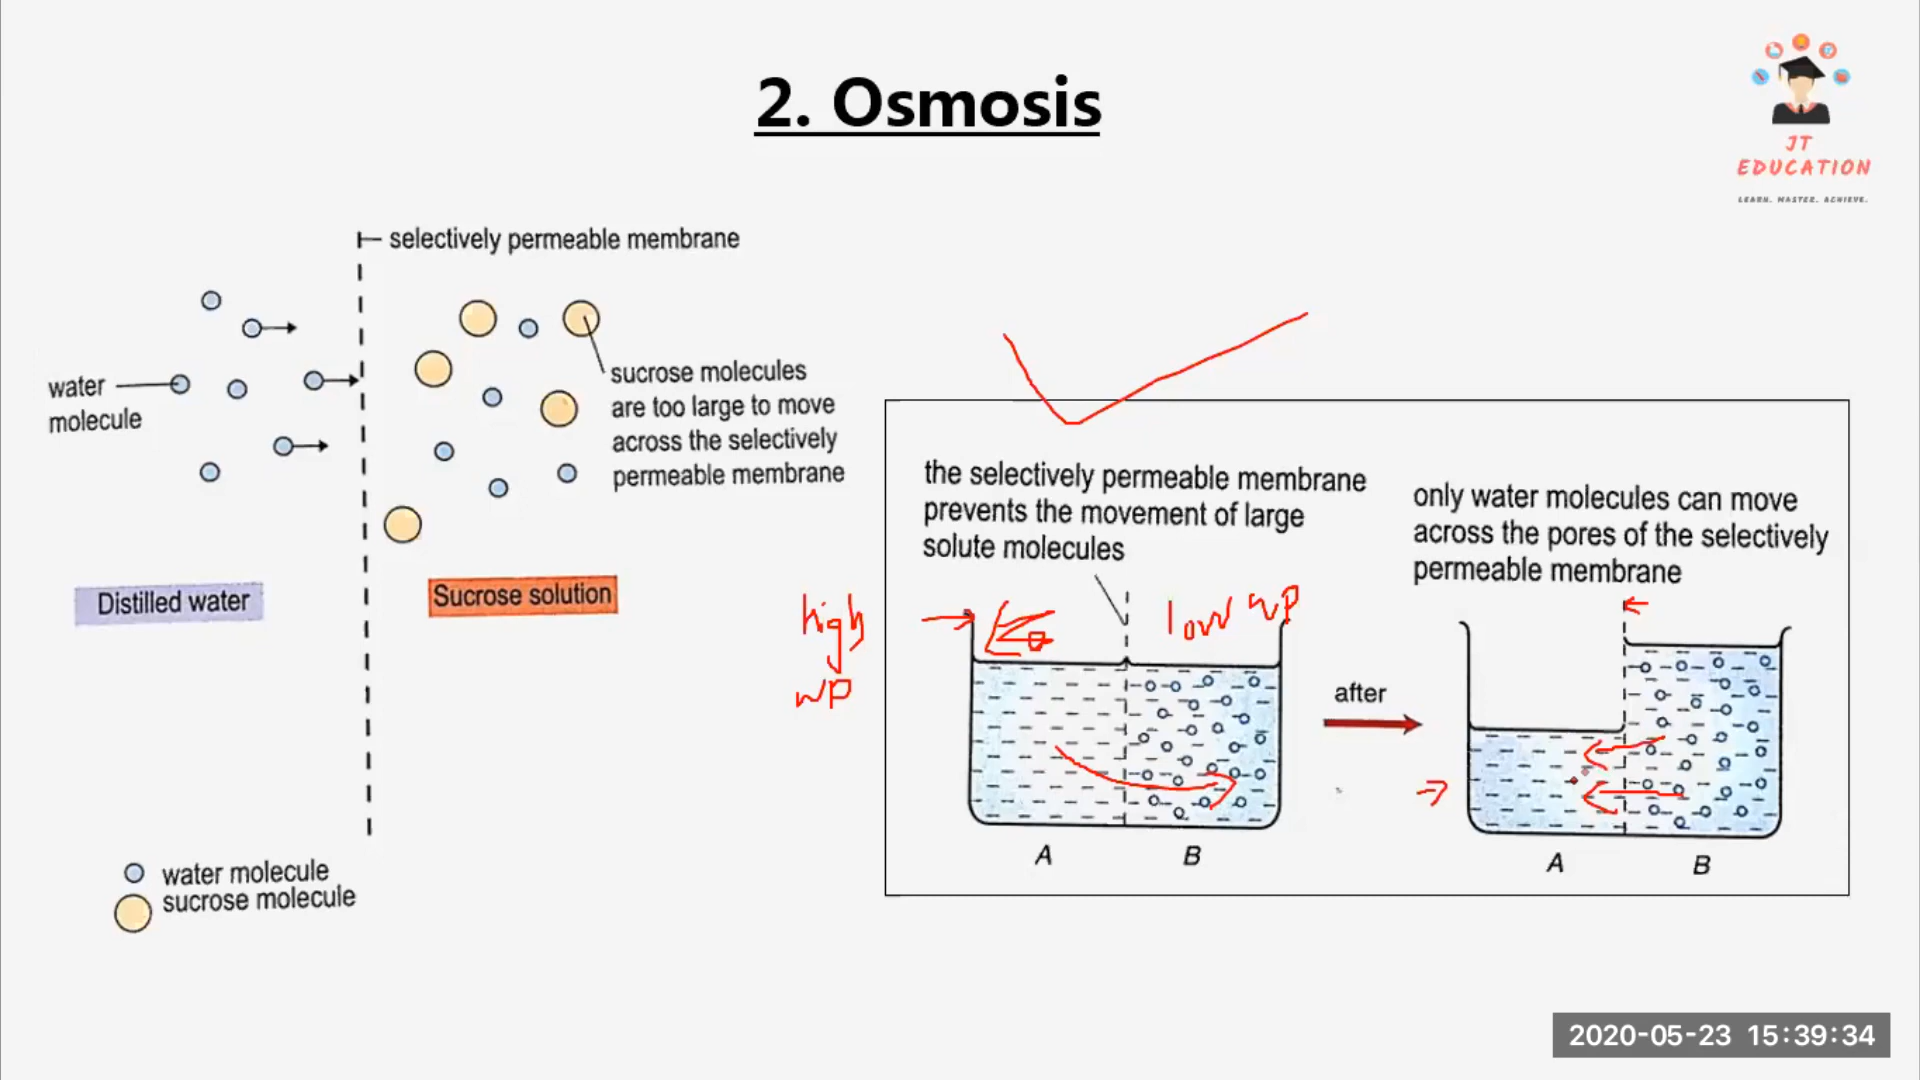 2. Osmosis
JT
EDUCATION
LEARN. MASTER. ACHIEVE.
selectively permeable membrane
water
molecule
sucrose molecules
are too large to move
across the selectively
permeable membrane
Distilled water
Sucrose solution
water molecule
sucrose molecule
the selectively permeable membrane
prevents the movement of large
solute molecules
only water molecules can move
across the pores of the selectively
permeable membrane
high
WP
low WP
after
A
B
A
B
2020-05-23 15:39:34